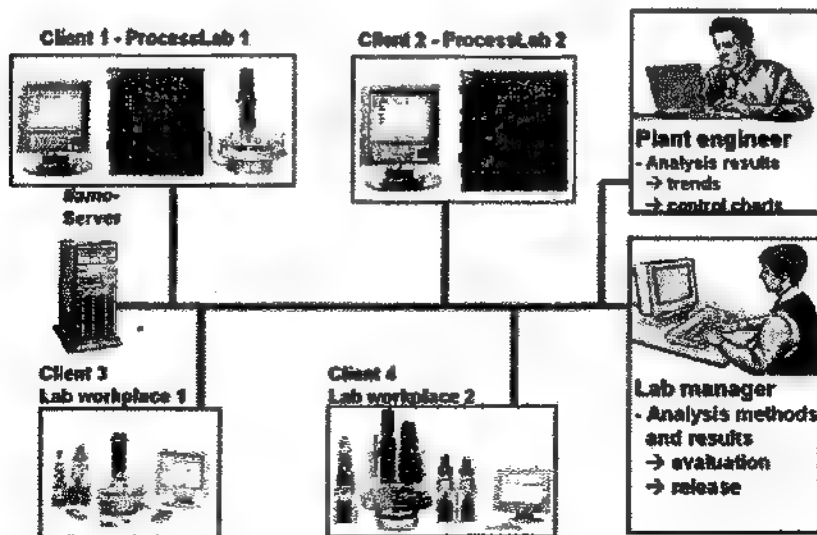 Client 1 - ProcessLab 1
Client 2 - ProcessLab 2
Plant engineer
- Analysis results
→ trends
→ control charts
Server
Client 3
Lab workplace 1
Client 4
Lab workplace 2
Lab manager
- Analysis methods
and results
→ evaluation
→ release